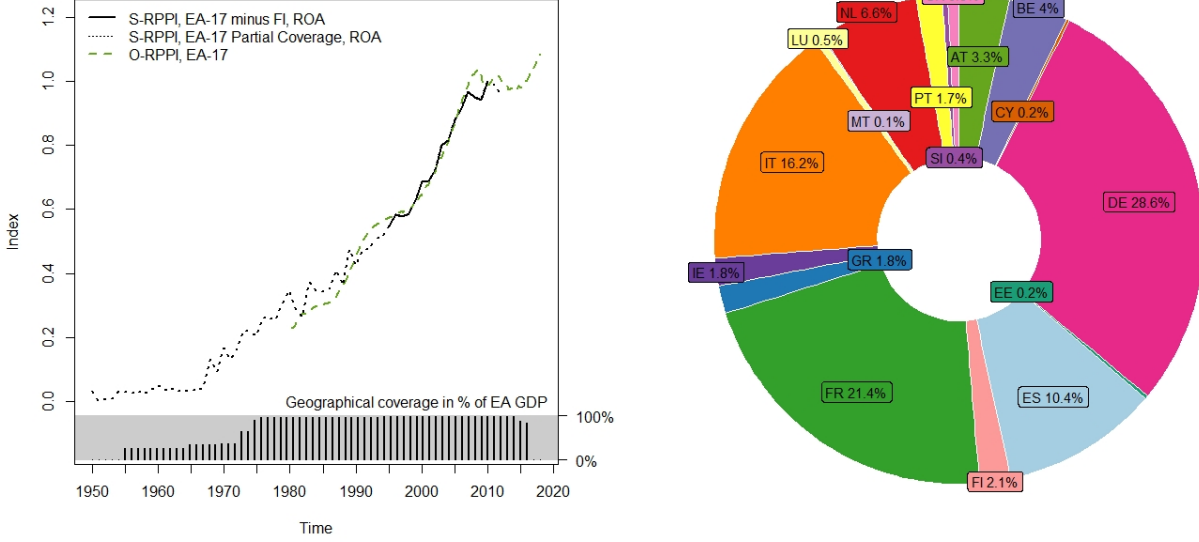 S-RPPI, EA-17 minus FI, ROA
S-RPPI, EA-17 Partial Coverage, ROA
O-RPPI, EA-17
Index
1.2
1.0
0.8
0.6
0.4
0.2
0.0
Geographical coverage in % of EA GDP
100%
0%
1950
1960
1970
1980
1990
2000
2010
2020
Time
NL 6.6%
BE 4%
LU 0.5%
AT 3.3%
PT 1.7%
CY 0.2%
MT 0.1%
SI 0.4%
IT 16.2%
DE 28.6%
GR 1.8%
IE 1.8%
EE 0.2%
FR 21.4%
ES 10.4%
FI 2.1%